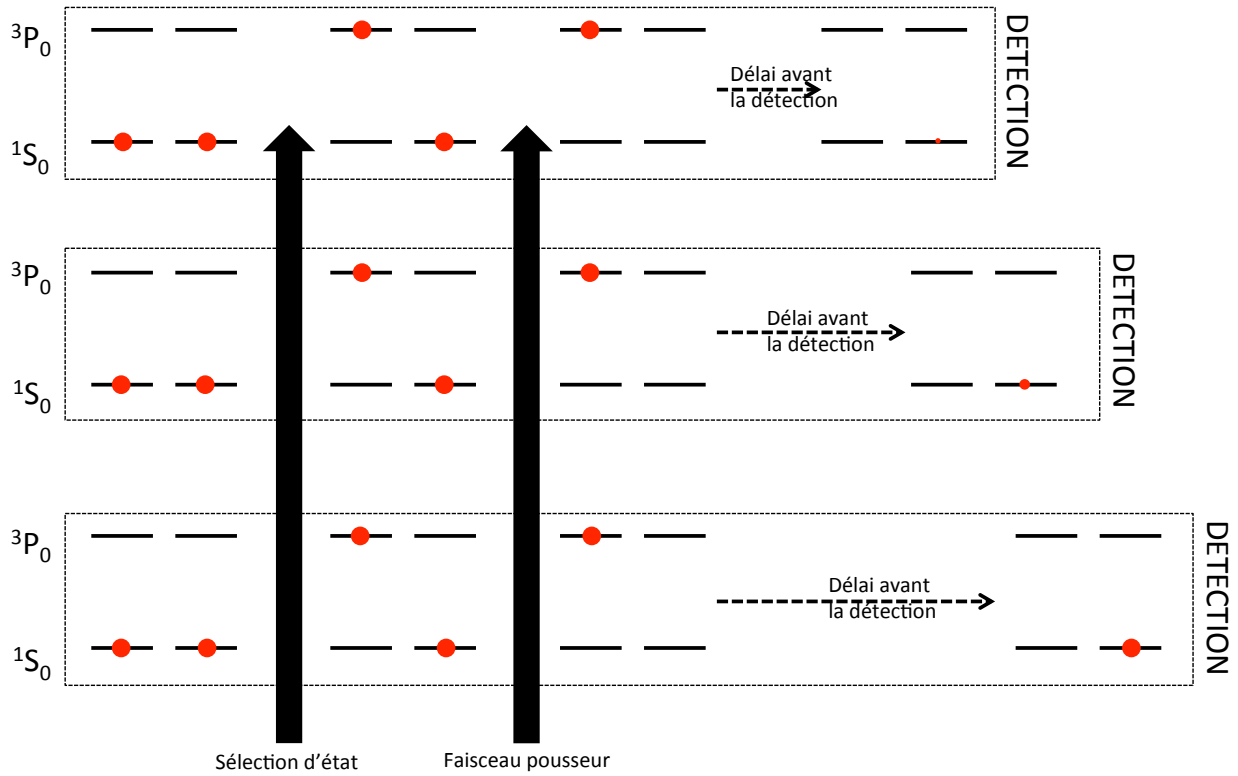 ³P₀
¹S₀
Délai avant
la détection
DETECTION
³P₀
¹S₀
Délai avant
la détection
DETECTION
³P₀
¹S₀
Délai avant
la détection
DETECTION
Sélection d’état
Faisceau pousseur